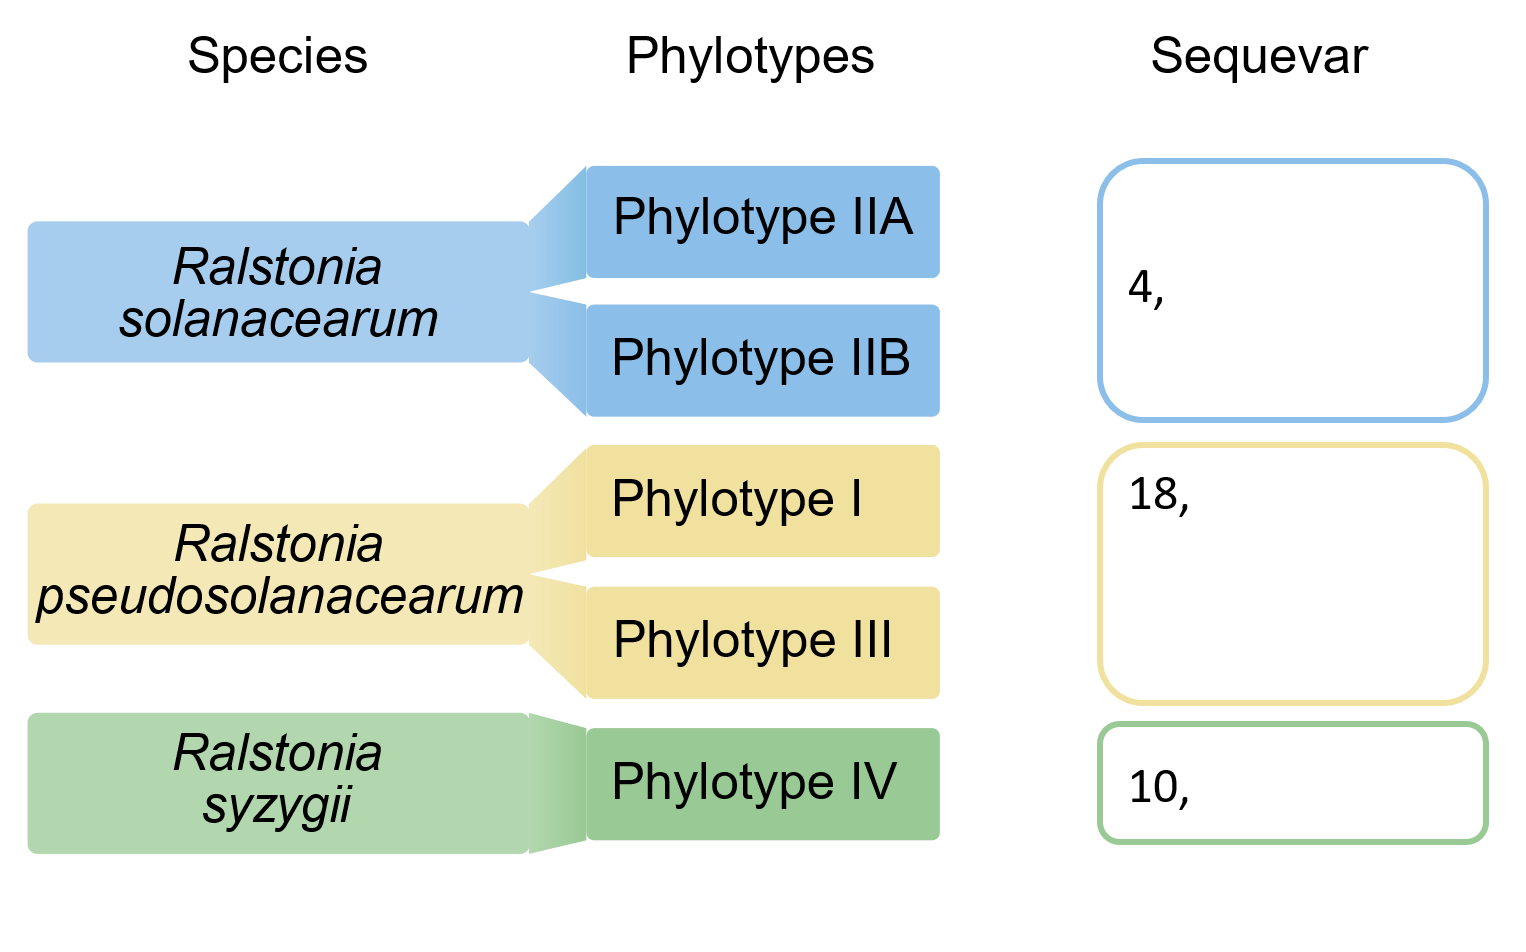 Species
Phylotypes
Sequevar
Ralstonia
solanacearum
Phylotype IIA
Phylotype IIB
4,
Ralstonia
pseudosolanacearum
Phylotype I
Phylotype III
18,
Ralstonia
syzygii
Phylotype IV
10,